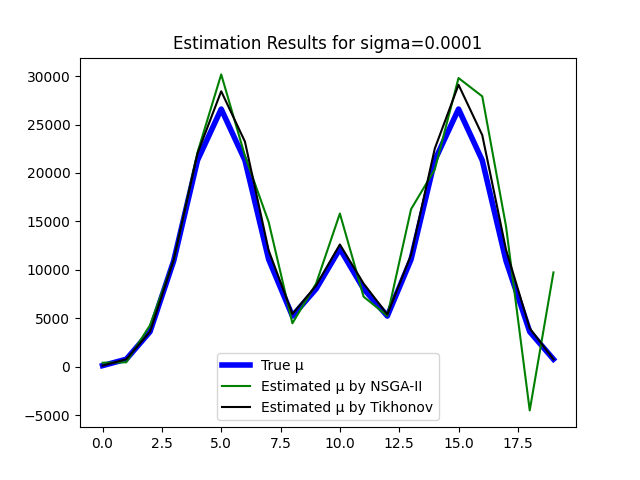 Estimation Results for sigma=0.0001
30000
25000
20000
15000
10000
5000
0
−5000
True μ
Estimated μ by NSGA-II
Estimated μ by Tikhonov
0.0 2.5 5.0 7.5 10.0 12.5 15.0 17.5